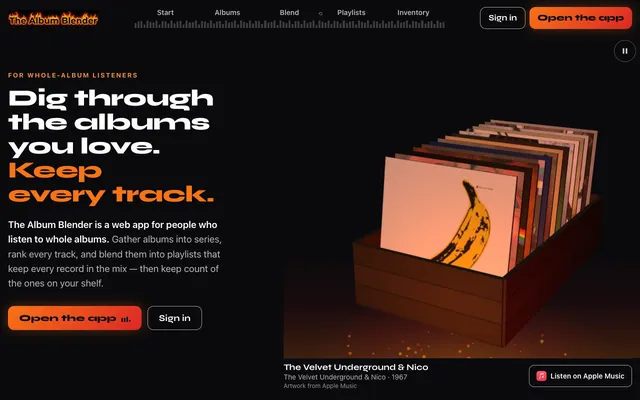 The Album Blender
Start
Albums
Blend
Playlists
Inventory
Sign in
Open the app
FOR WHOLE-ALBUM LISTENERS
Dig through
the albums
you love.
Keep
every track.
The Album Blender is a web app for people who
listen to whole albums. Gather albums into series,
rank every track, and blend them into playlists that
keep every record in the mix — then keep count of
the ones on your shelf.
Open the app
Sign in
The Velvet Underground & Nico
The Velvet Underground & Nico · 1967
Artwork from Apple Music
Listen on Apple Music